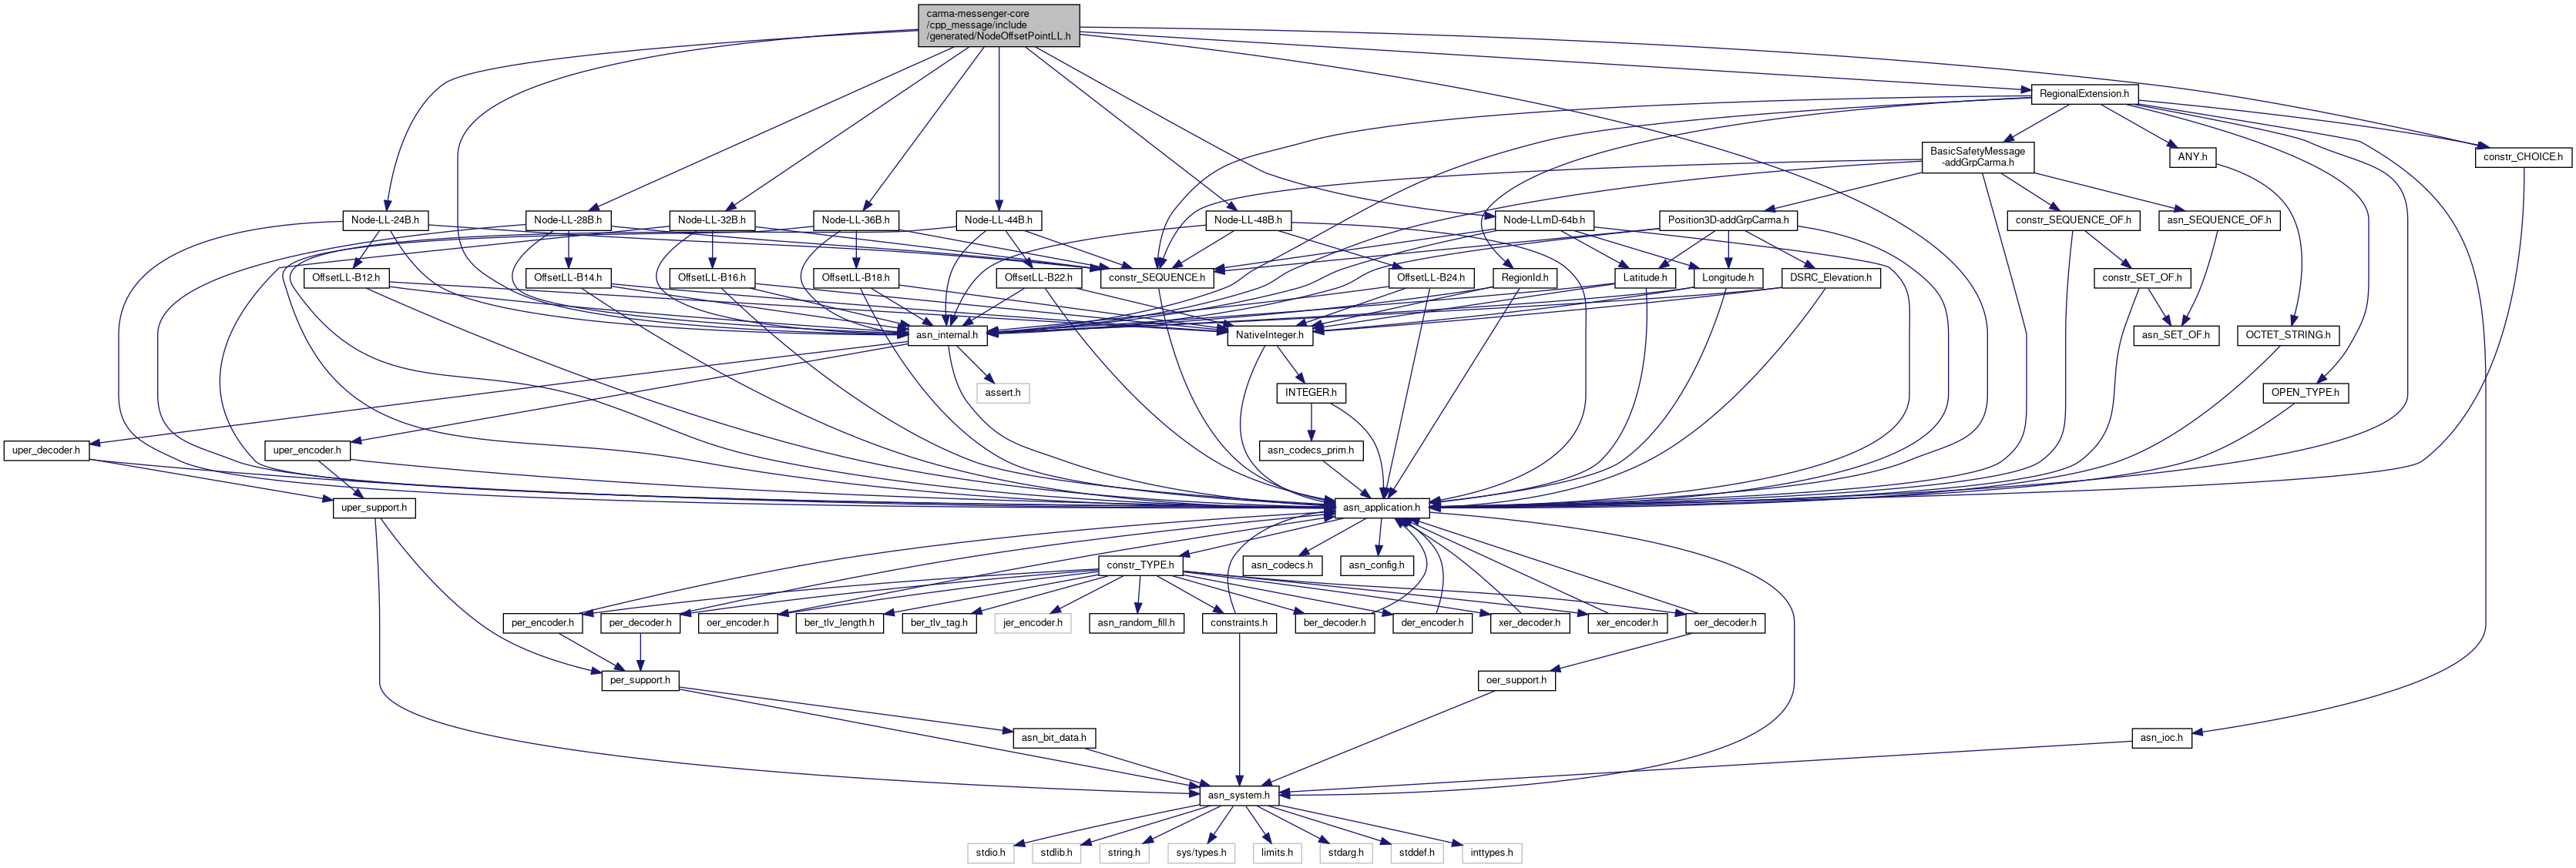 carma-messenger-core
/cpp_message/include
/generated/NodeOffsetPointLL.h
RegionalExtension.h
BasicSafetyMessage
-addGrpCarma.h
ANY.h
constr_CHOICE.h
Node-LL-24B.h
Node-LL-28B.h
Node-LL-32B.h
Node-LL-36B.h
Node-LL-44B.h
Node-LL-48B.h
Node-LLmD-64b.h
Position3D-addGrpCarma.h
constr_SEQUENCE_OF.h
asn_SEQUENCE_OF.h
OffsetLL-B12.h
OffsetLL-B14.h
OffsetLL-B16.h
OffsetLL-B18.h
OffsetLL-B22.h
constr_SEQUENCE.h
OffsetLL-B24.h
RegionId.h
Latitude.h
Longitude.h
DSRC_Elevation.h
constr_SET_OF.h
asn_internal.h
NativeInteger.h
asn_SET_OF.h
OCTET_STRING.h
assert.h
INTEGER.h
OPEN_TYPE.h
uper_decoder.h
uper_encoder.h
asn_codecs_prim.h
uper_support.h
asn_application.h
constr_TYPE.h
asn_codecs.h
asn_config.h
per_encoder.h
per_decoder.h
oer_encoder.h
ber_tlv_length.h
ber_tlv_tag.h
jer_encoder.h
asn_random_fill.h
constraints.h
ber_decoder.h
der_encoder.h
xer_decoder.h
xer_encoder.h
oer_decoder.h
per_support.h
oer_support.h
asn_bit_data.h
asn_ioc.h
asn_system.h
stdio.h
stdlib.h
string.h
sys/types.h
limits.h
stdarg.h
stddef.h
inttypes.h